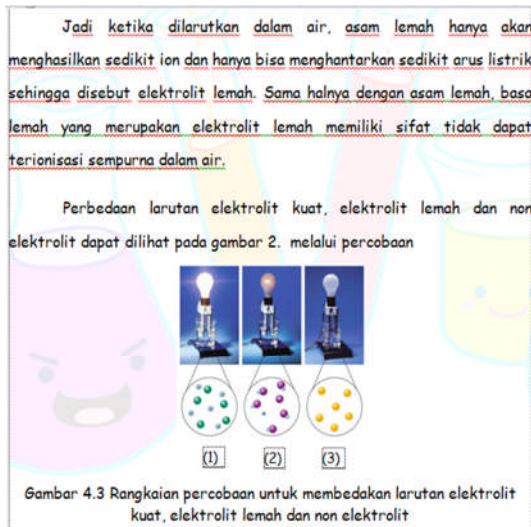 Jadi ketika dilarutkan dalam air, asam lemah hanya akan
menghasilkan sedikit ion dan hanya bisa menghantarkan sedikit arus listrik
sehingga disebut elektrolit lemah. Sama halnya dengan asam lemah, basa
lemah yang merupakan elektrolit lemah memiliki sifat tidak dapat
terionisasi sempurna dalam air.
Perbedaan larutan elektrolit kuat, elektrolit lemah dan non
elektrolit dapat dilihat pada gambar 2. melalui percobaan
(1) (2) (3)
Gambar 4.3 Rangkaian percobaan untuk membedakan larutan elektrolit
kuat, elektrolit lemah dan non elektrolit